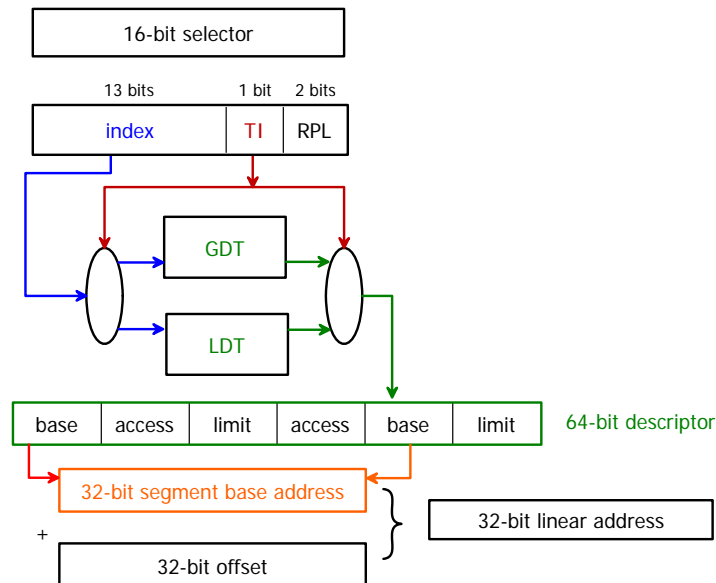 16-bit selector
13 bits 1 bit 2 bits
index TI RPL
GDT
LDT
base access limit access base limit 64-bit descriptor
32-bit segment base address
32-bit linear address
+
32-bit offset